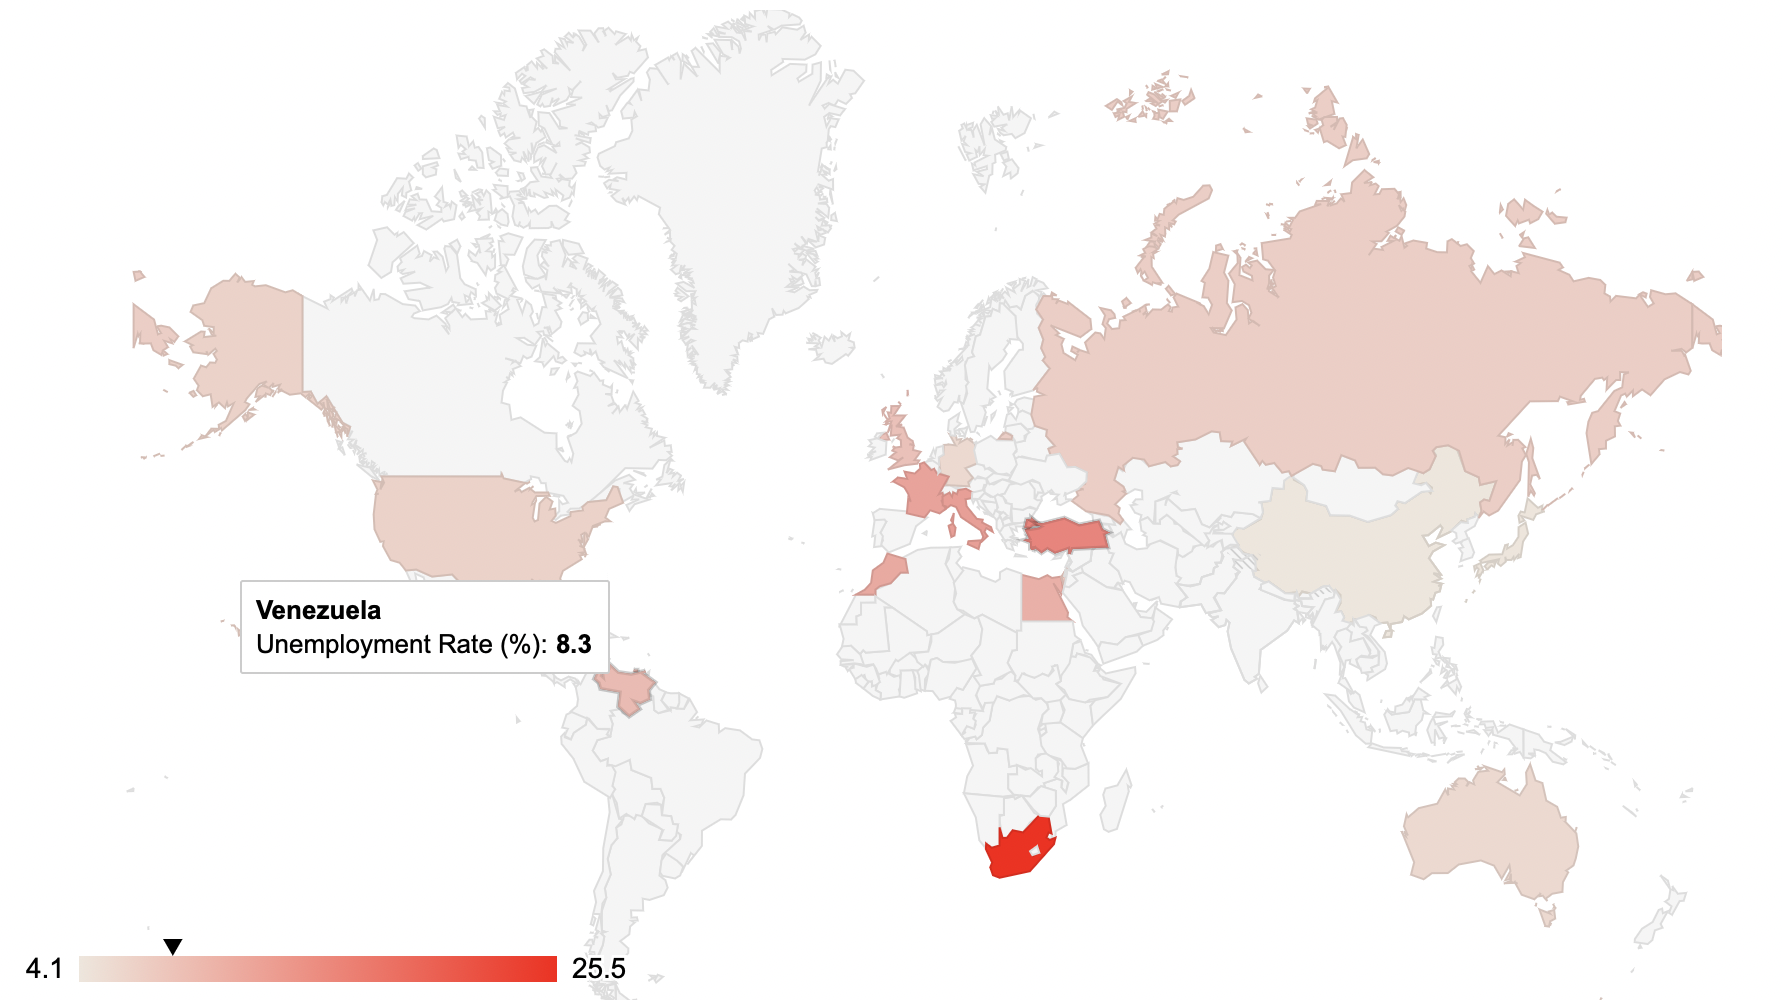 Venezuela
Unemployment Rate (%): 8.3
4.1
25.5